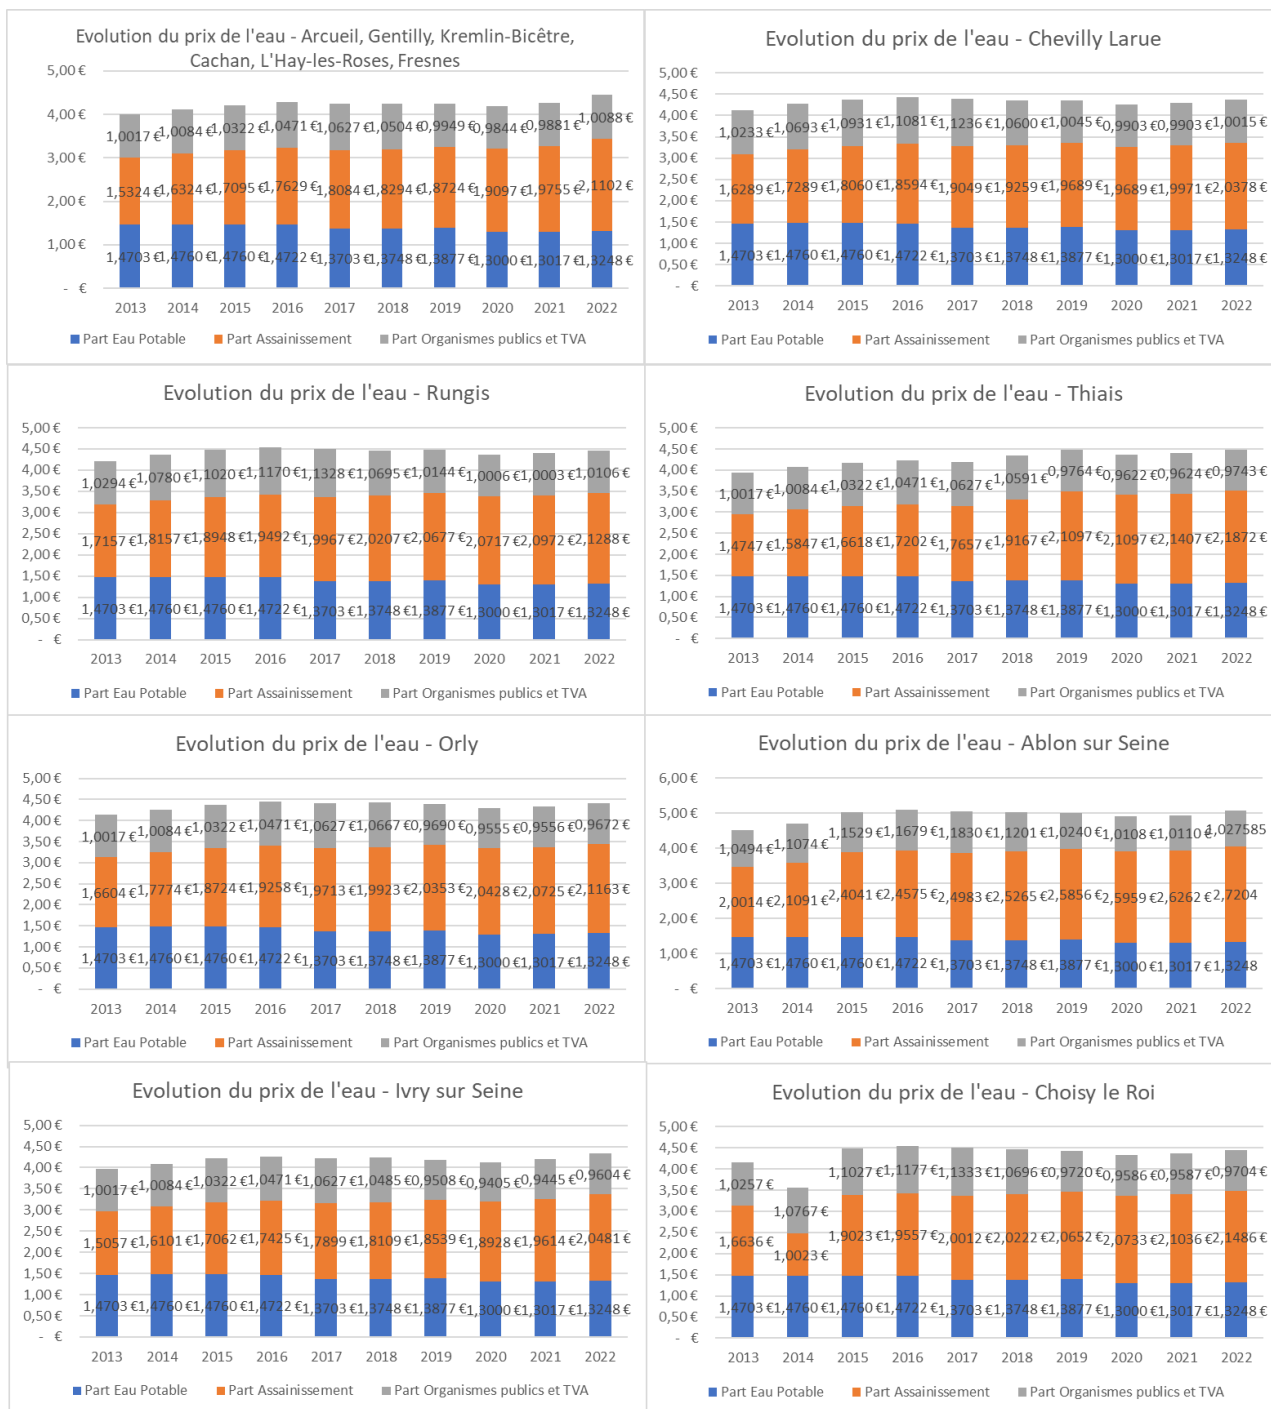 Evolution du prix de l'eau - Arcueil, Gentilly, Kremlin-Bicêtre,
Cachan, L'Hay-les-Roses, Fresnes
5,00 €
4,00 €
3,00 €
2,00 €
1,00 €
- €
1,0017 € 1,0084 € 1,0322 € 1,0471 € 1,0627 € 1,0504 € 0,9949 € 0,9844 € 0,9881 € 1,0088 €
1,5324 € 1,6324 € 1,7095 € 1,7629 € 1,8084 € 1,8294 € 1,8724 € 1,9097 € 1,9755 € 2,1102 €
1,4703 € 1,4760 € 1,4760 € 1,4722 € 1,3703 € 1,3748 € 1,3877 € 1,3000 € 1,3017 € 1,3248 €
2013 2014 2015 2016 2017 2018 2019 2020 2021 2022
Part Eau Potable Part Assainissement Part Organismes publics et TVA
Evolution du prix de l'eau - Chevilly Larue
5,00 €
4,50 €
4,00 €
3,50 €
3,00 €
2,50 €
2,00 €
1,50 €
1,00 €
0,50 €
- €
1,0233 € 1,0693 € 1,0931 € 1,1081 € 1,1236 € 1,0600 € 1,0045 € 0,9903 € 0,9903 € 1,0015 €
1,6289 € 1,7289 € 1,8060 € 1,8594 € 1,9049 € 1,9259 € 1,9689 € 1,9689 € 1,9971 € 2,0378 €
1,4703 € 1,4760 € 1,4760 € 1,4722 € 1,3703 € 1,3748 € 1,3877 € 1,3000 € 1,3017 € 1,3248 €
2013 2014 2015 2016 2017 2018 2019 2020 2021 2022
Part Eau Potable Part Assainissement Part Organismes publics et TVA
Evolution du prix de l'eau - Rungis
5,00 €
4,50 €
4,00 €
3,50 €
3,00 €
2,50 €
2,00 €
1,50 €
1,00 €
0,50 €
- €
1,0294 € 1,0780 € 1,1020 € 1,1170 € 1,1328 € 1,0695 € 1,0144 € 1,0006 € 1,0003 € 1,0106 €
1,7157 € 1,8157 € 1,8948 € 1,9492 € 1,9967 € 2,0207 € 2,0677 € 2,0717 € 2,0972 € 2,1288 €
1,4703 € 1,4760 € 1,4760 € 1,4722 € 1,3703 € 1,3748 € 1,3877 € 1,3000 € 1,3017 € 1,3248 €
2013 2014 2015 2016 2017 2018 2019 2020 2021 2022
Part Eau Potable Part Assainissement Part Organismes publics et TVA
Evolution du prix de l'eau - Thiais
5,00 €
4,50 €
4,00 €
3,50 €
3,00 €
2,50 €
2,00 €
1,50 €
1,00 €
0,50 €
- €
1,0017 € 1,0084 € 1,0322 € 1,0471 € 1,0627 € 1,0591 € 0,9764 € 0,9622 € 0,9624 € 0,9743 €
1,4747 € 1,5847 € 1,6618 € 1,7202 € 1,7657 € 1,9167 € 2,1097 € 2,1097 € 2,1407 € 2,1872 €
1,4703 € 1,4760 € 1,4760 € 1,4722 € 1,3703 € 1,3748 € 1,3877 € 1,3000 € 1,3017 € 1,3248 €
2013 2014 2015 2016 2017 2018 2019 2020 2021 2022
Part Eau Potable Part Assainissement Part Organismes publics et TVA
Evolution du prix de l'eau - Orly
5,00 €
4,50 €
4,00 €
3,50 €
3,00 €
2,50 €
2,00 €
1,50 €
1,00 €
0,50 €
- €
1,0017 € 1,0084 € 1,0322 € 1,0471 € 1,0627 € 1,0667 € 0,9690 € 0,9555 € 0,9556 € 0,9672 €
1,6604 € 1,7774 € 1,8724 € 1,9258 € 1,9713 € 1,9923 € 2,0353 € 2,0428 € 2,0725 € 2,1163 €
1,4703 € 1,4760 € 1,4760 € 1,4722 € 1,3703 € 1,3748 € 1,3877 € 1,3000 € 1,3017 € 1,3248 €
2013 2014 2015 2016 2017 2018 2019 2020 2021 2022
Part Eau Potable Part Assainissement Part Organismes publics et TVA
Evolution du prix de l'eau - Ablon sur Seine
6,00 €
5,00 €
4,00 €
3,00 €
2,00 €
1,00 €
- €
1,0494 € 1,1074 € 1,1529 € 1,1679 € 1,1830 € 1,1201 € 1,0240 € 1,0108 € 1,0110 € 1,027585
2,0014 € 2,1091 € 2,4041 € 2,4575 € 2,4983 € 2,5265 € 2,5856 € 2,5959 € 2,6262 € 2,7204
1,4703 € 1,4760 € 1,4760 € 1,4722 € 1,3703 € 1,3748 € 1,3877 € 1,3000 € 1,3017 € 1,3248
2013 2014 2015 2016 2017 2018 2019 2020 2021 2022
Part Eau Potable Part Assainissement Part Organismes publics et TVA
Evolution du prix de l'eau - Ivry sur Seine
5,00 €
4,50 €
4,00 €
3,50 €
3,00 €
2,50 €
2,00 €
1,50 €
1,00 €
0,50 €
- €
1,0017 € 1,0084 € 1,0322 € 1,0471 € 1,0627 € 1,0485 € 0,9508 € 0,9405 € 0,9445 € 0,9604 €
1,5057 € 1,6101 € 1,7062 € 1,7425 € 1,7899 € 1,8109 € 1,8539 € 1,8928 € 1,9614 € 2,0481 €
1,4703 € 1,4760 € 1,4760 € 1,4722 € 1,3703 € 1,3748 € 1,3877 € 1,3000 € 1,3017 € 1,3248 €
2013 2014 2015 2016 2017 2018 2019 2020 2021 2022
Part Eau Potable Part Assainissement Part Organismes publics et TVA
Evolution du prix de l'eau - Choisy le Roi
5,00 €
4,50 €
4,00 €
3,50 €
3,00 €
2,50 €
2,00 €
1,50 €
1,00 €
0,50 €
- €
1,0257 € 1,0767 € 1,1027 € 1,1177 € 1,1333 € 1,0696 € 0,9720 € 0,9586 € 0,9587 € 0,9704 €
1,6636 € 1,0023 € 1,9023 € 1,9557 € 2,0012 € 2,0222 € 2,0652 € 2,0733 € 2,1036 € 2,1486 €
1,4703 € 1,4760 € 1,4760 € 1,4722 € 1,3703 € 1,3748 € 1,3877 € 1,3000 € 1,3017 € 1,3248 €
2013 2014 2015 2016 2017 2018 2019 2020 2021 2022
Part Eau Potable Part Assainissement Part Organismes publics et TVA